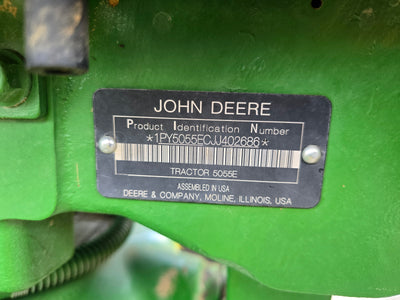 JOHN DEERE
Product Identification Number
*1PY5055ECJJ402686*
TRACTOR 5055E
ASSEMBLED IN USA
DEERE & COMPANY, MOLINE, ILLINOIS, USA